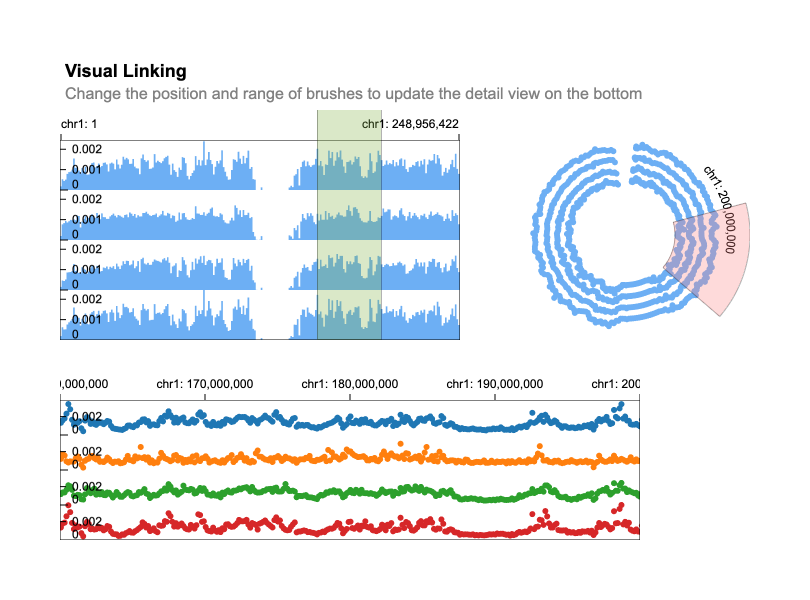 Visual Linking
Change the position and range of brushes to update the detail view on the bottom
chr1: 1
chr1: 248,956,422
0.002
0.001
0
0.002
0.001
0
0.002
0.001
0
0.002
0.001
0
chr1: 200,000,000
0,000,000
chr1: 170,000,000
chr1: 180,000,000
chr1: 190,000,000
chr1: 200
0.002
0
0.002
0
0.002
0
0.002
0